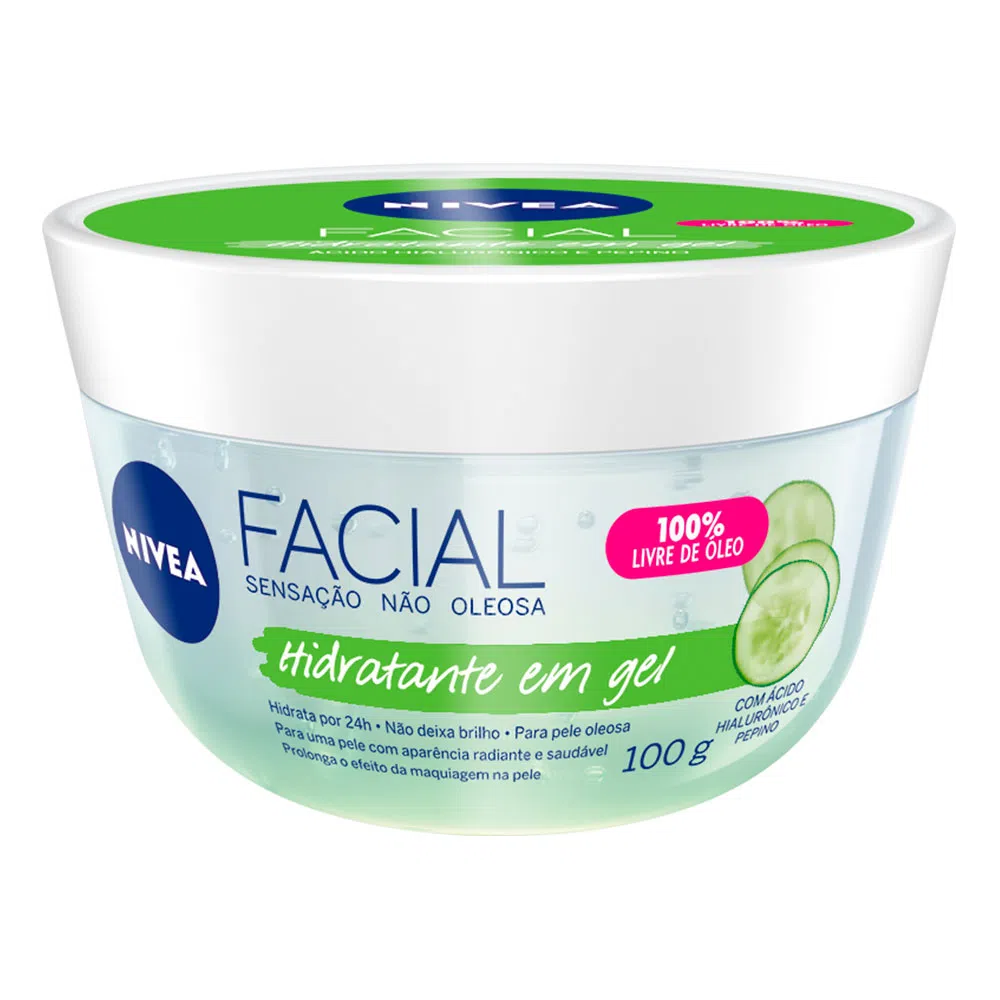 NIVEA
FACIAL
100%
LIVRE DE ÓLEO
Hidratante em gel
ÁCIDO HIALURÔNICO E PEPINO
NIVEA
FACIAL
SENSAÇÃO NÃO OLEOSA
100%
LIVRE DE ÓLEO
Hidratante em gel
Hidrata por 24h • Não deixa brilho • Para pele oleosa
Para uma pele com aparência radiante e saudável
Prolonga o efeito da maquiagem na pele
100 g
COM ÁCIDO
HIALURÔNICO E
PEPINO